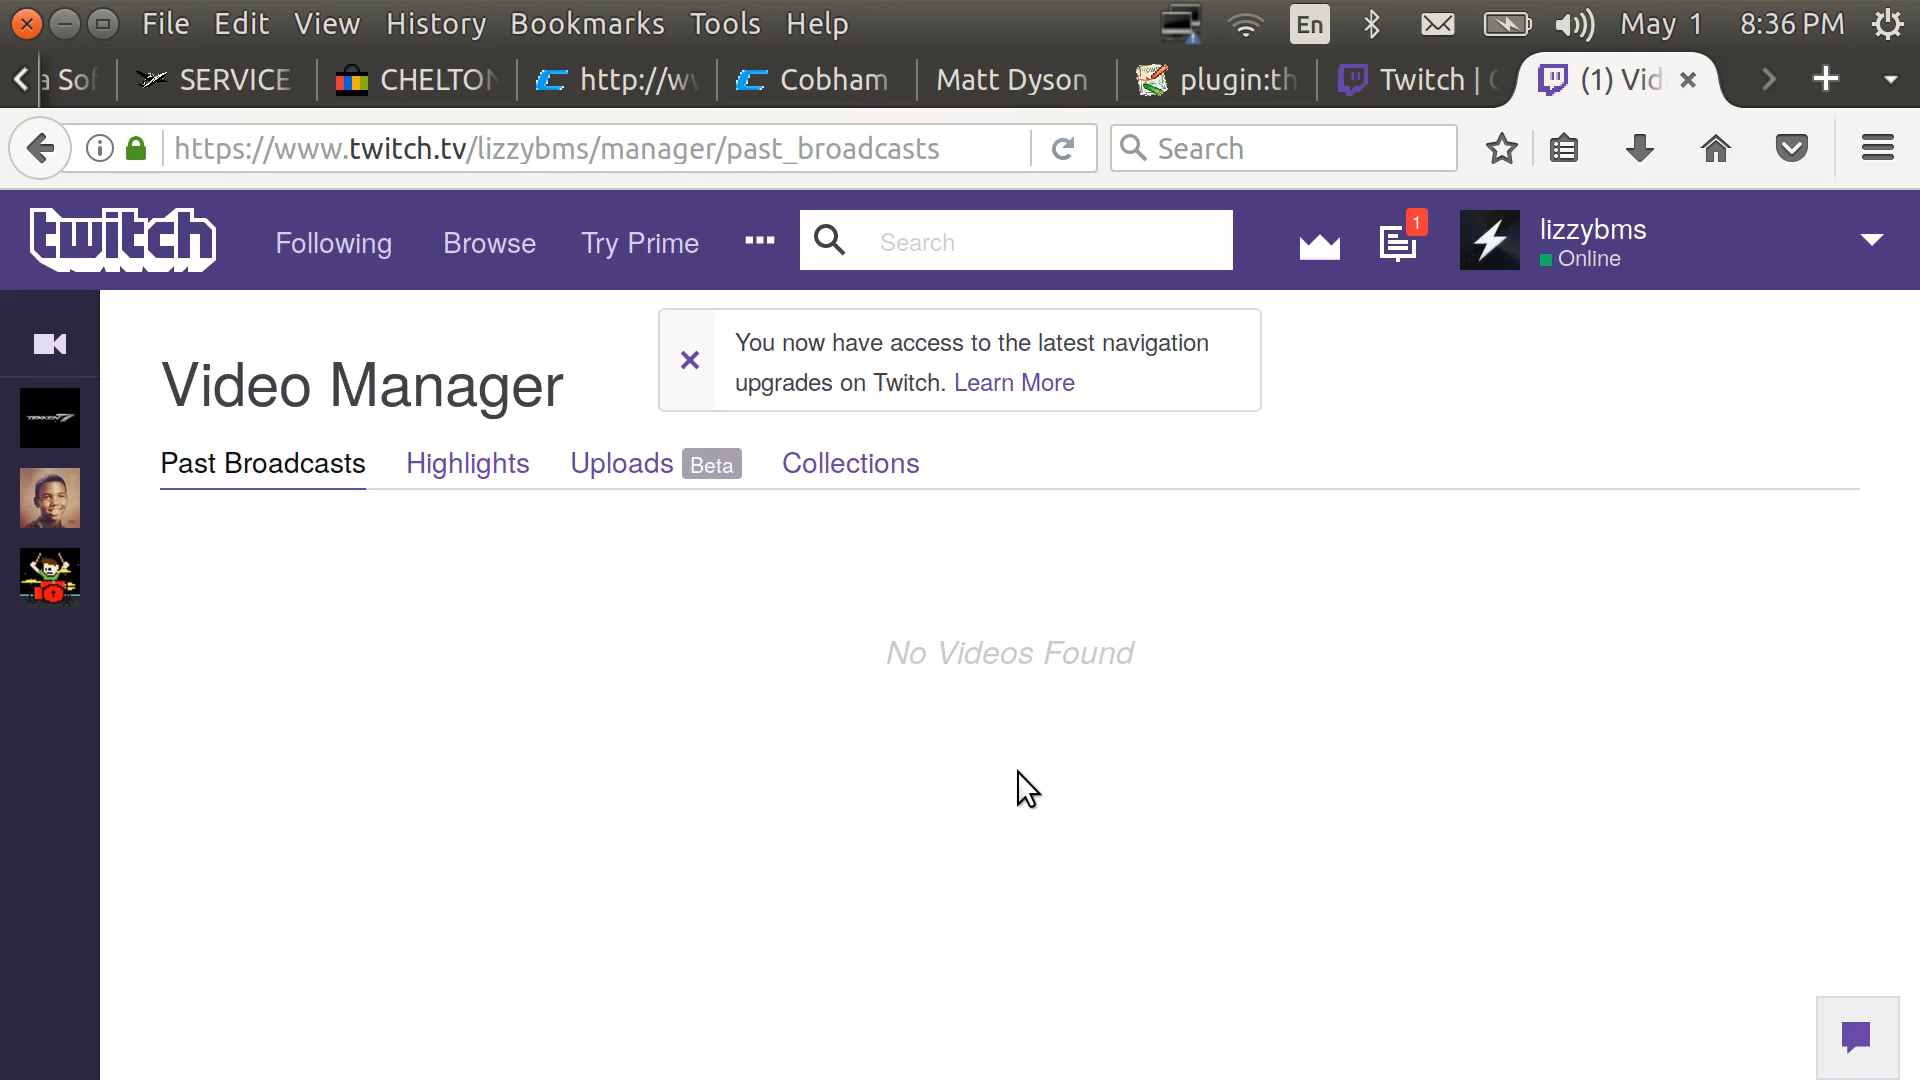 File Edit View History Bookmarks Tools Help En May 1 8:36 PM
a Sof SERVICE CHELTON http://w Cobham Matt Dyson plugin:th Twitch | (1) Vid
https://www.twitch.tv/lizzybms/manager/past_broadcasts Search
twitch Following Browse Try Prime Search 1 lizzybms
Online
You now have access to the latest navigation
upgrades on Twitch. Learn More
Video Manager
Past Broadcasts Highlights Uploads Beta Collections
TEKKEN 7
No Videos Found